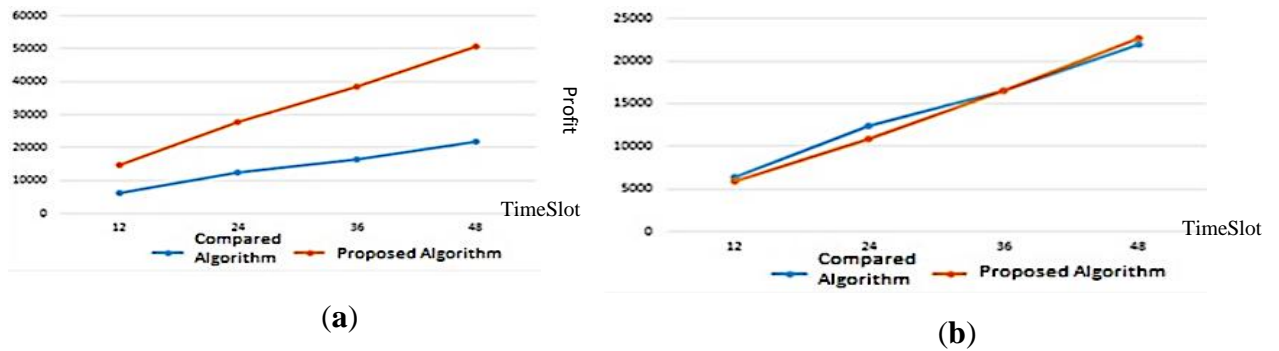 60000
50000
40000
30000
20000
10000
0
12 24 36 48
TimeSlot
Compared
Algorithm
Proposed Algorithm
(a)
Profit
25000
20000
15000
10000
5000
0
12 24 36 48
TimeSlot
Compared
Algorithm
Proposed Algorithm
(b)